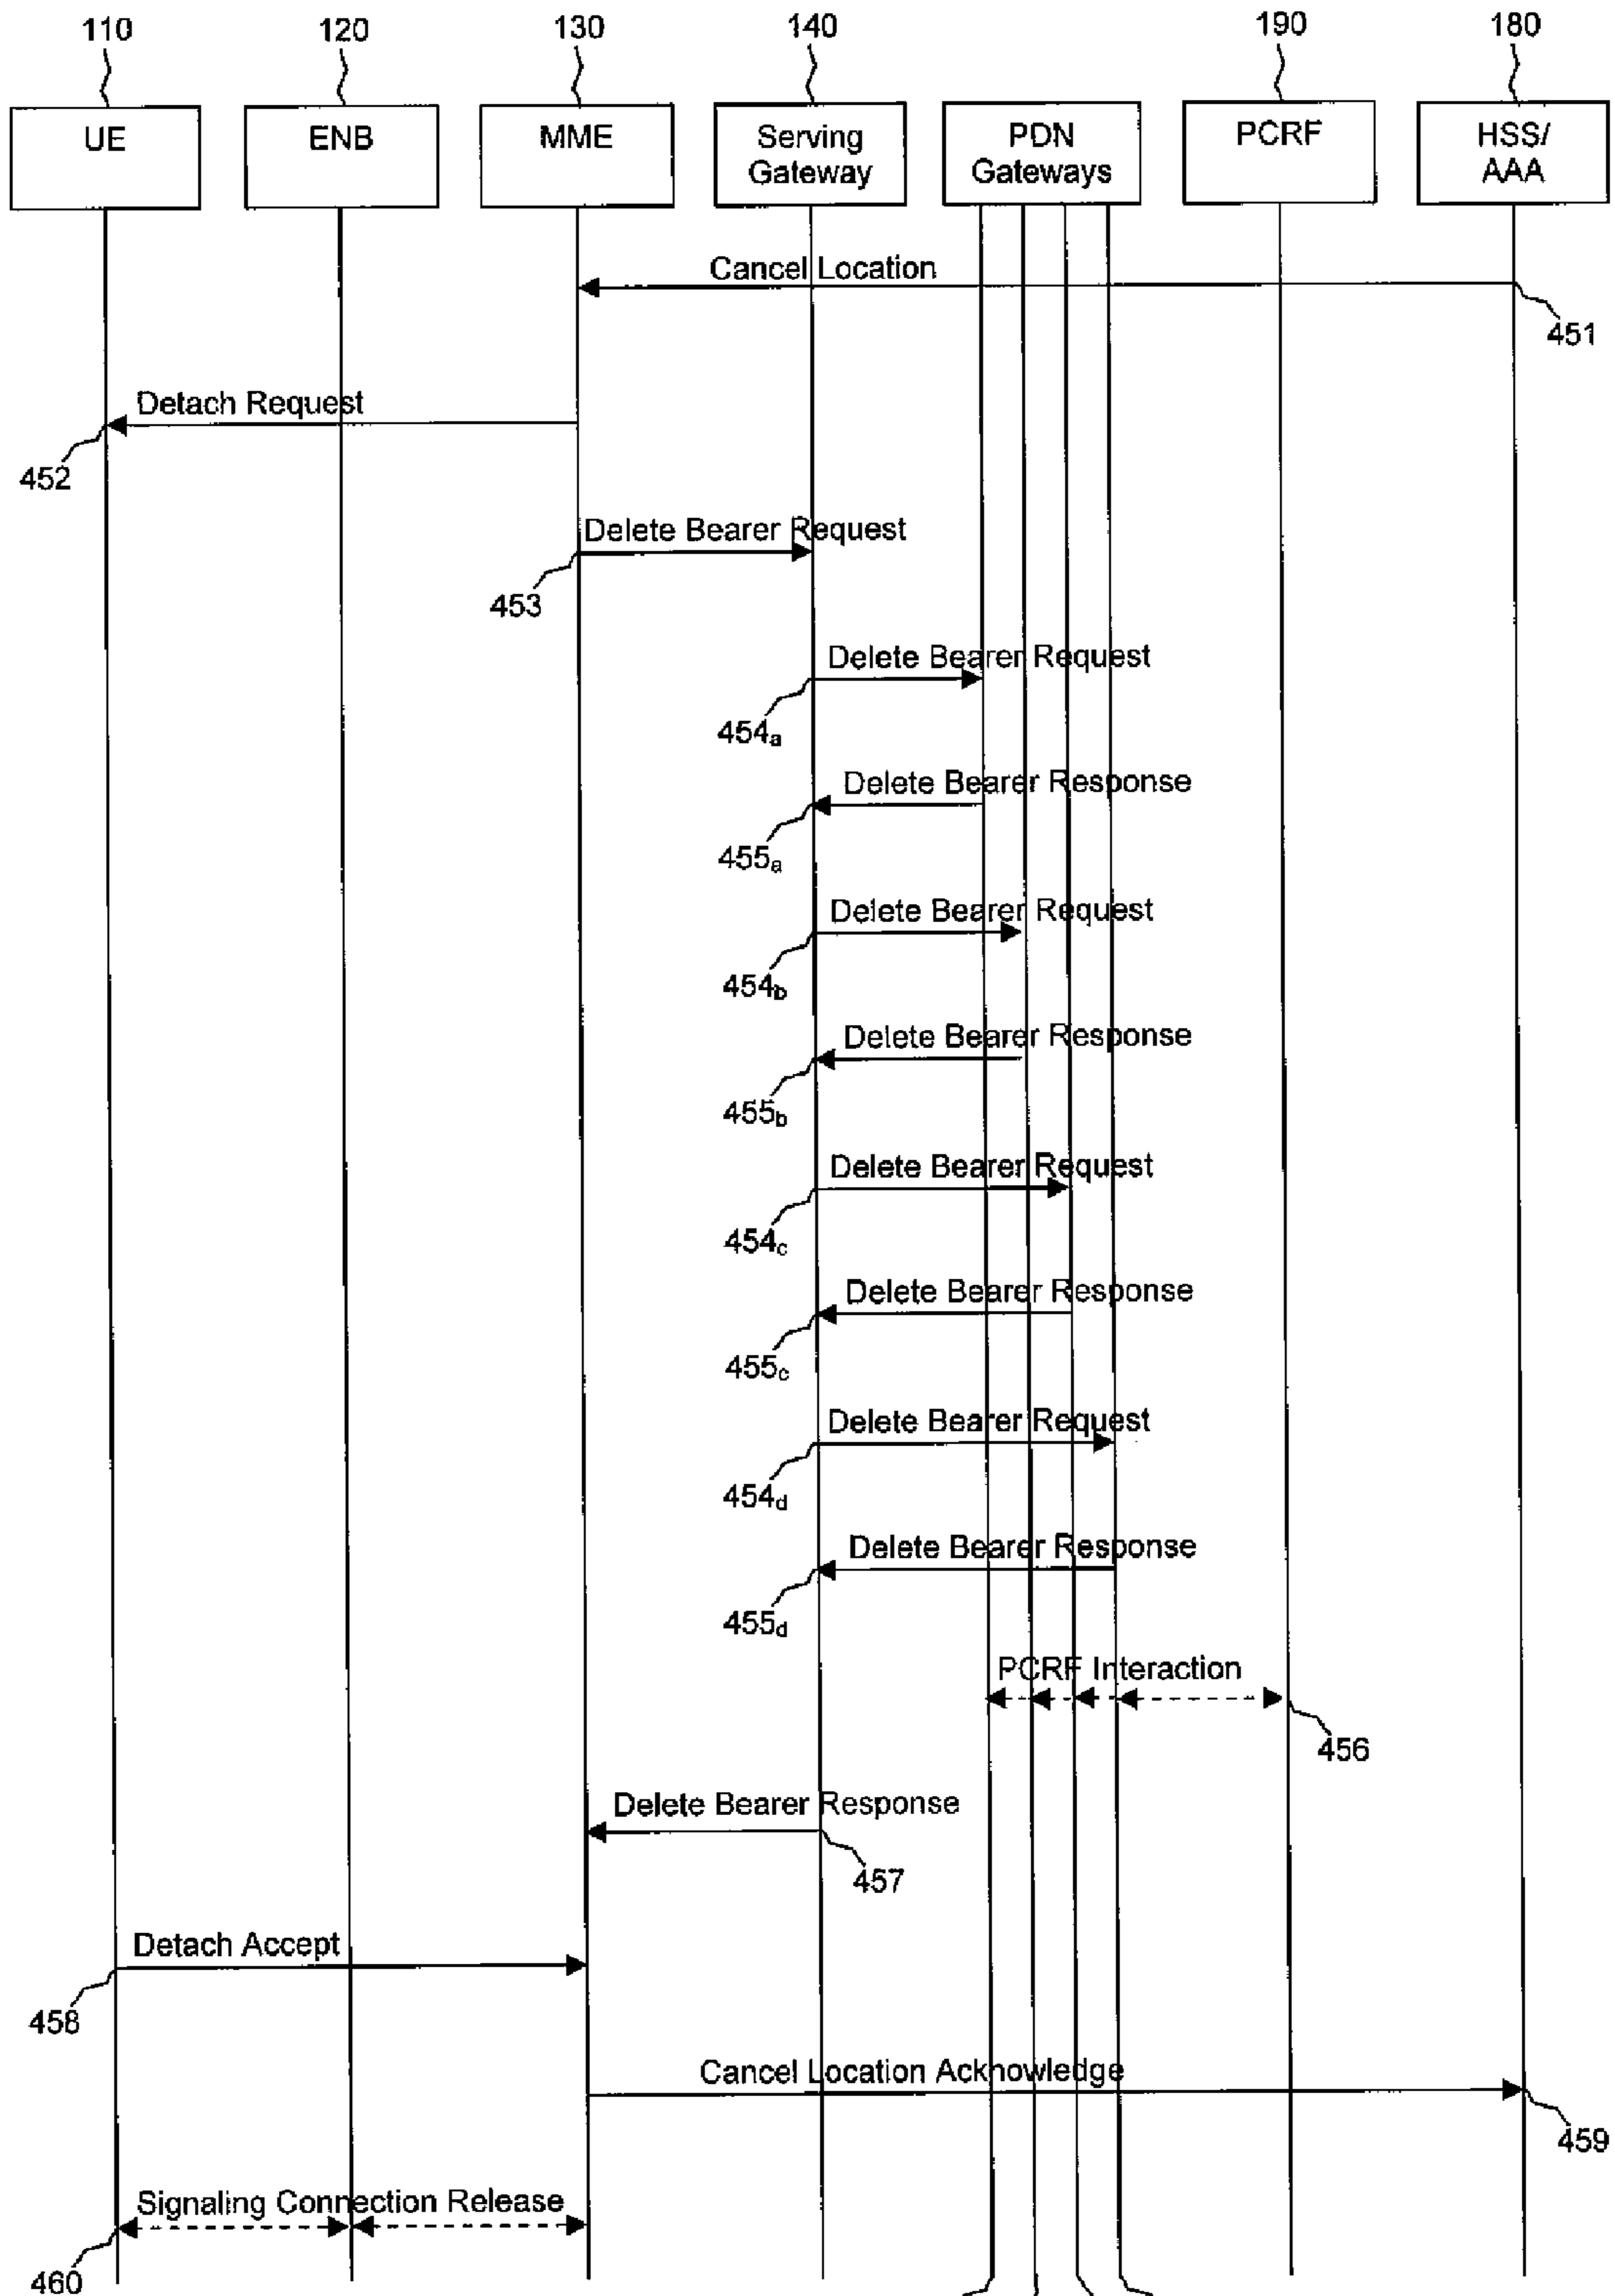 110 120 130 140 190 180
UE ENB MME Serving Gateway PDN Gateways PCRF HSS/ AAA
Cancel Location
451
Detach Request
452
Delete Bearer Request
453
Delete Bearer Request
454a
Delete Bearer Response
455a
Delete Bearer Request
454b
Delete Bearer Response
455b
Delete Bearer Request
454c
Delete Bearer Response
455c
Delete Bearer Request
454d
Delete Bearer Response
455d
PCRF Interaction
456
Delete Bearer Response
457
Detach Accept
458
Cancel Location Acknowledge
459
Signaling Connection Release
460